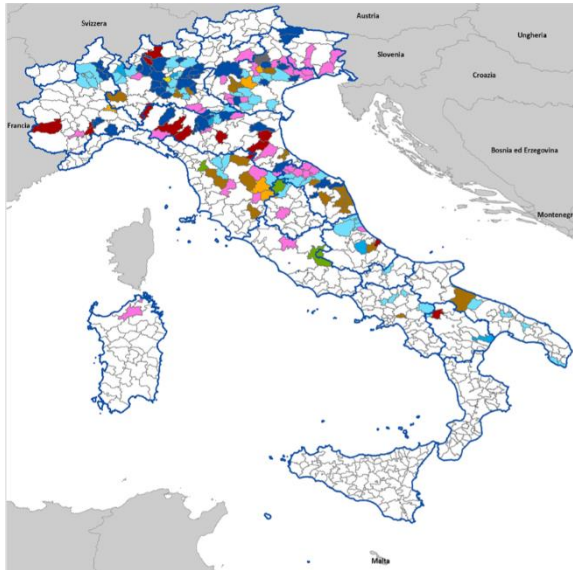 Austria
Svizzera
Ungheria
Slovenia
Croazia
Francia
Bosnia ed Erzegovina
Montenegr
Malta